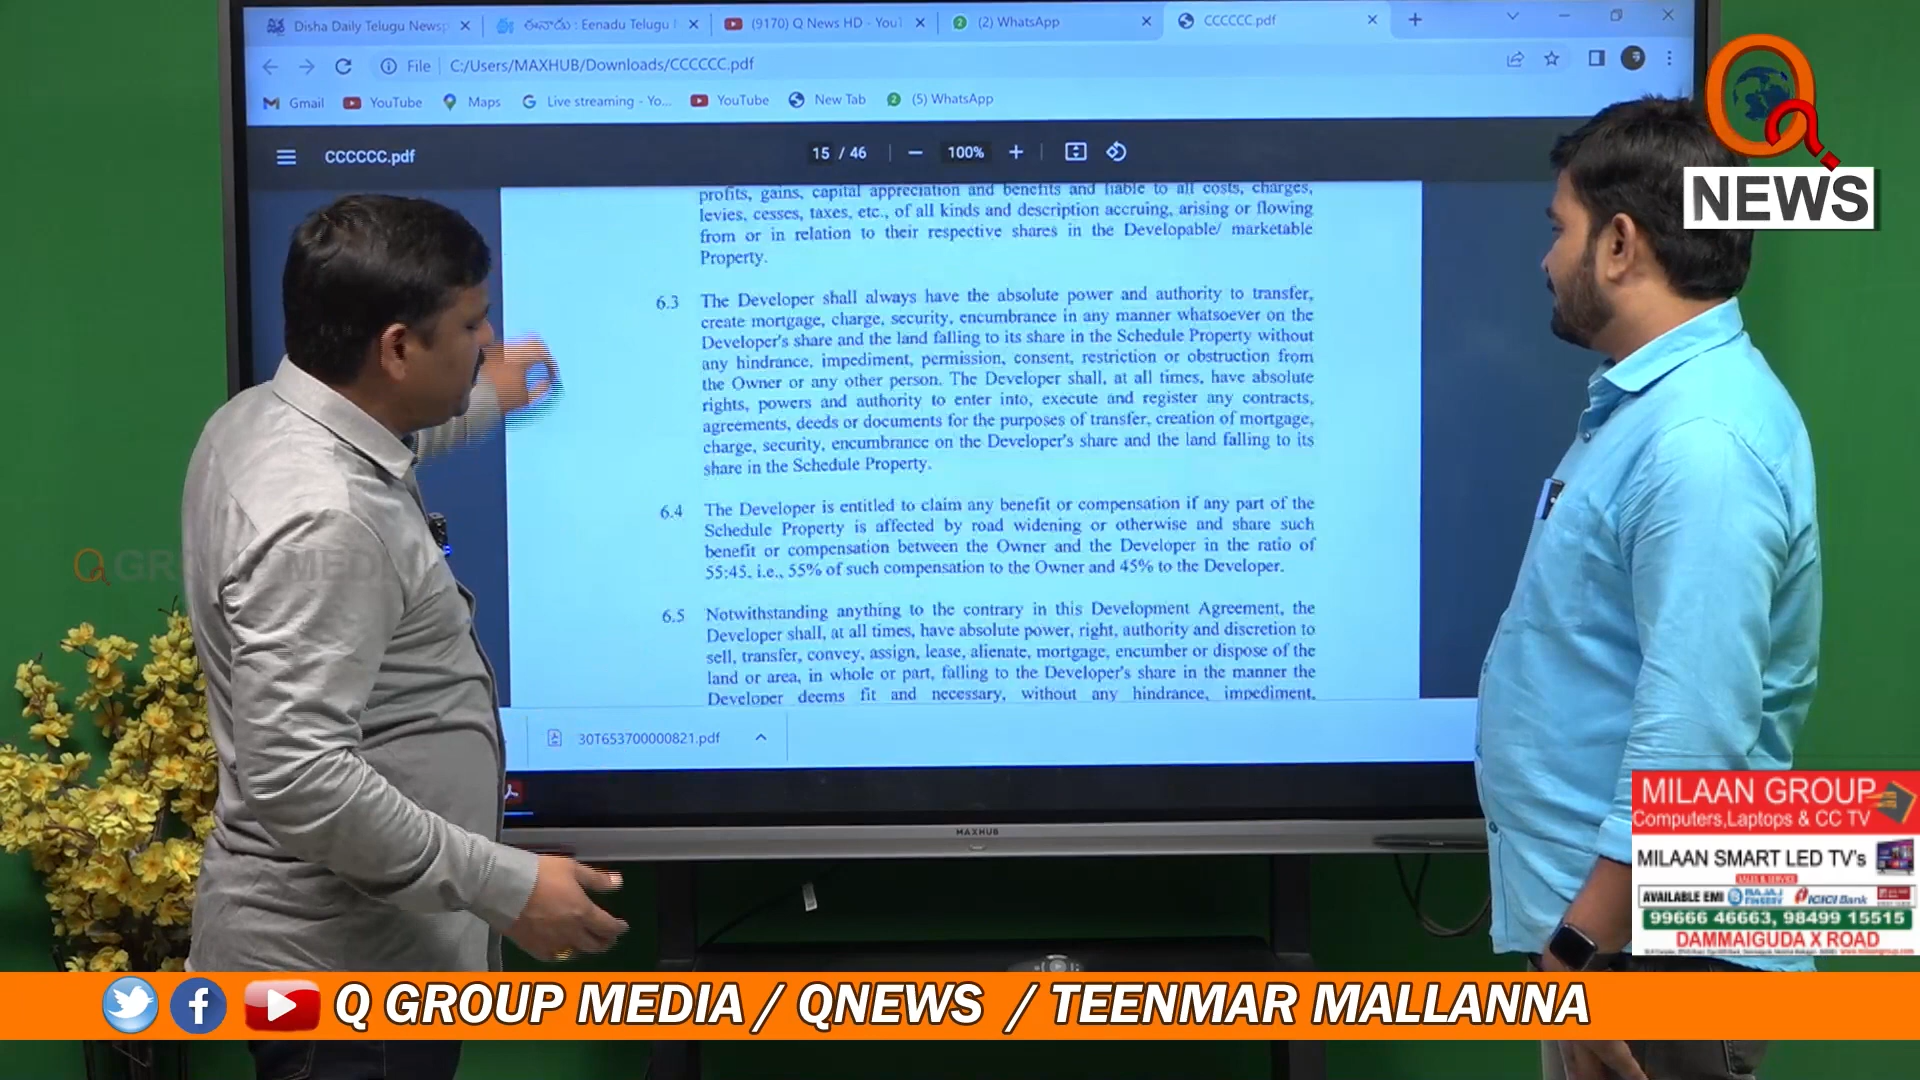 Disha Daily Telugu Newsp
ఈనాడు : Eenadu Telugu
(9170) Q News HD - YouT
(2) WhatsApp
CCCCCC.pdf
File
C:/Users/MAXHUB/Downloads/CCCCCC.pdf
Gmail
YouTube
Maps
Live streaming - Yo...
YouTube
New Tab
(5) WhatsApp
CCCCCC.pdf
15 / 46
100%
NEWS
profits, gains, capital appreciation and benefits and liable to all costs, charges,
levies, cesses, taxes, etc., of all kinds and description accruing, arising or flowing
from or in relation to their respective shares in the Developable/ marketable
Property.
6.3 The Developer shall always have the absolute power and authority to transfer,
create mortgage, charge, security, encumbrance in any manner whatsoever on the
Developer's share and the land falling to its share in the Schedule Property without
any hindrance, impediment, permission, consent, restriction or obstruction from
the Owner or any other person. The Developer shall, at all times, have absolute
rights, powers and authority to enter into, execute and register any contracts,
agreements, deeds or documents for the purposes of transfer, creation of mortgage,
charge, security, encumbrance on the Developer's share and the land falling to its
share in the Schedule Property.
6.4 The Developer is entitled to claim any benefit or compensation if any part of the
Schedule Property is affected by road widening or otherwise and share such
benefit or compensation between the Owner and the Developer in the ratio of
55:45, i.e., 55% of such compensation to the Owner and 45% to the Developer.
6.5 Notwithstanding anything to the contrary in this Development Agreement, the
Developer shall, at all times, have absolute power, right, authority and discretion to
sell, transfer, convey, assign, lease, alienate, mortgage, encumber or dispose of the
land or area, in whole or part, falling to the Developer's share in the manner the
Developer deems fit and necessary, without any hindrance, impediment,
30T653700000821.pdf
MAXHUB
Q GROUP MEDIA
MILAAN GROUP
Computers,Laptops & CC TV
MILAAN SMART LED TV's
SALES & SERVICE
AVAILABLE EMI BAJAJ FINSERV ICICI Bank
99666 46663, 98499 15515
DAMMAIGUDA X ROAD
Q GROUP MEDIA / QNEWS / TEENMAR MALLANNA